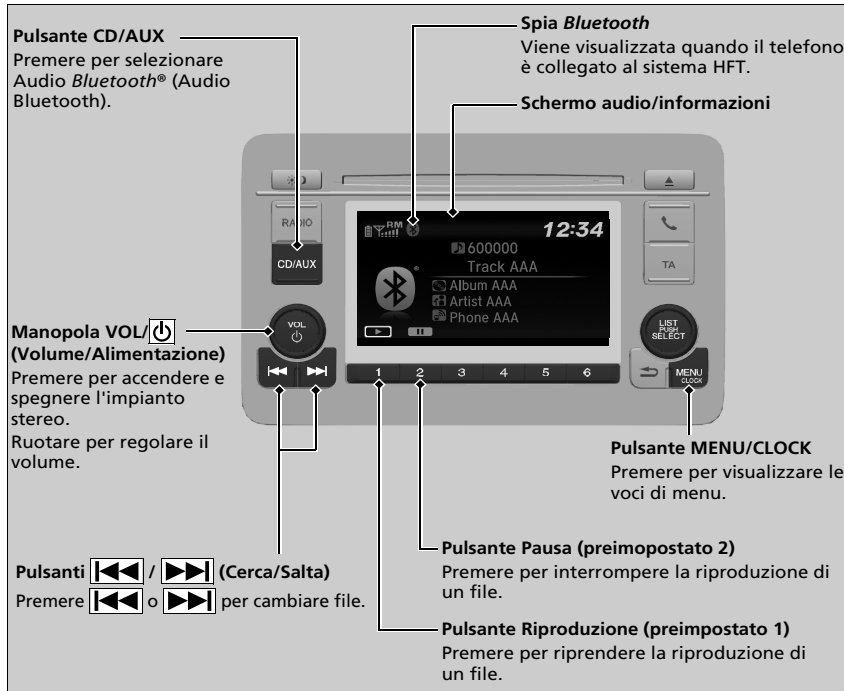 Pulsante CD/AUX
Premere per selezionare
Audio Bluetooth® (Audio
Bluetooth).
Spia Bluetooth
Viene visualizzata quando il telefono
è collegato al sistema HFT.
Schermo audio/informazioni
RADIO
CD/AUX
RM
12:34
600000
Track AAA
Album AAA
Artist AAA
Phone AAA
TA
VOL
LIST
PUSH
SELECT
1 2 3 4 5 6
MENU
CLOCK
Manopola VOL/
(Volume/Alimentazione)
Premere per accendere e
spegnere l'impianto
stereo.
Ruotare per regolare il
volume.
Pulsante MENU/CLOCK
Premere per visualizzare le
voci di menu.
Pulsanti / (Cerca/Salta)
Premere o per cambiare file.
Pulsante Pausa (preimopostato 2)
Premere per interrompere la riproduzione di
un file.
Pulsante Riproduzione (preimpostato 1)
Premere per riprendere la riproduzione di
un file.